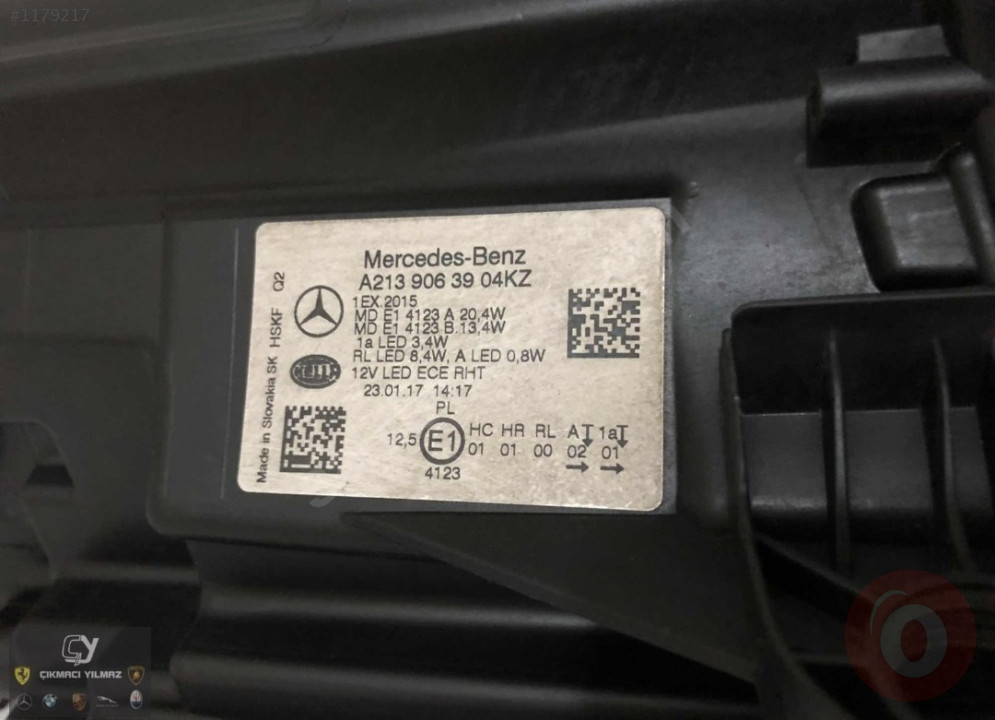 #1179217
Mercedes-Benz
A213 906 39 04KZ
1EX.2015
MD E1 4123 A 20,4W
MD E1 4123 B.13,4W
1a LED 3,4W
RL LED 8,4W, A LED 0,8W
12V LED ECE RHT
23.01.17 14:17
PL
12,5 E1 HC HR RL A 1a
01 01 00 02 01
4123
Made in Slovakia SK HSKF Q2
HELLA
ÇY
ÇIKMACI YILMAZ
o